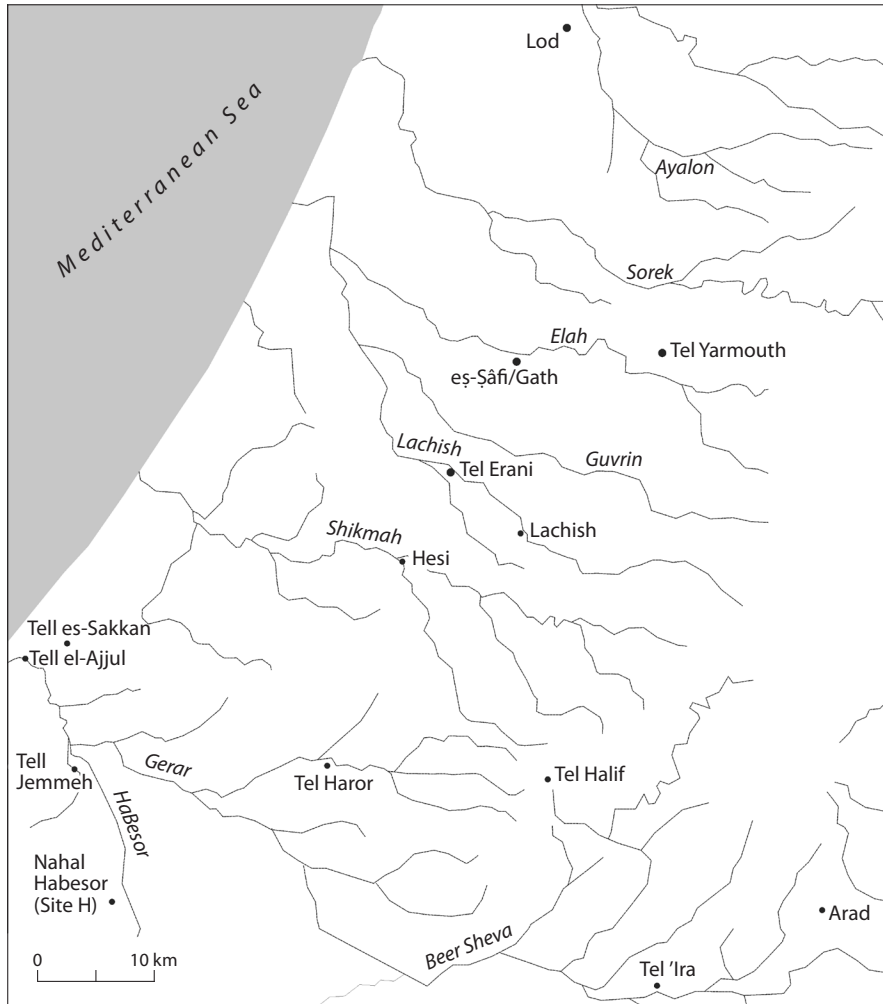 Lod
Mediterranean Sea
Ayalon
Sorek
Elah
Tel Yarmouth
eṣ-Ṣâfi/Gath
Lachish
Tel Erani
Guvrin
Shikmah
Lachish
Hesi
Tell es-Sakkan
Tell el-Ajjul
Tell
Jemmeh
Gerar
Tel Haror
Tel Halif
HaBesor
Nahal
Habesor
(Site H)
Arad
Beer Sheva
0 10 km
Tel ’Ira